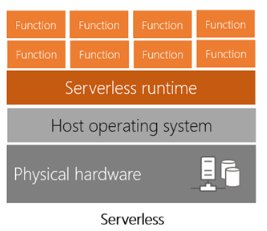 Function Function Function Function
Function Function Function Function
Serverless runtime
Host operating system
Physical hardware
Serverless